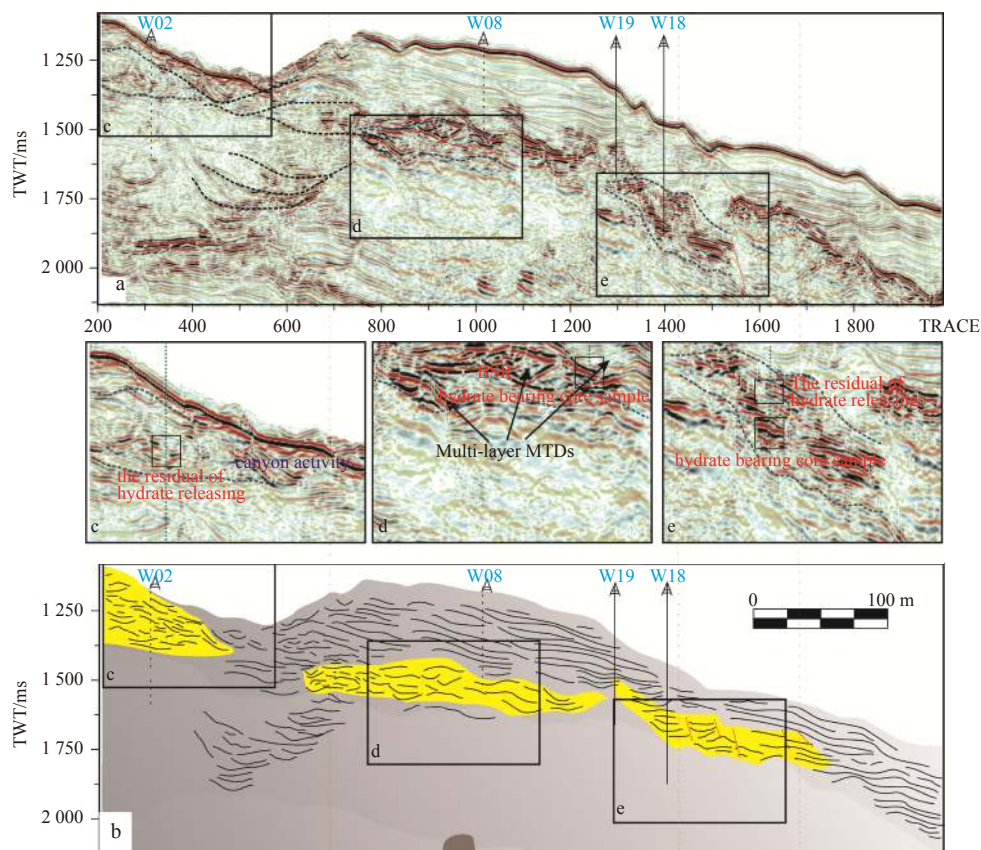 W02
W08
W19
W18
TWT/ms
1 250
1 500
1 750
2 000
c
d
e
a
200
400
600
800
1 000
1 200
1 400
1 600
1 800
TRACE
canyon activity
the residual of
hydrate releasing
c
BSR
hydrate bearing core sample
Multi-layer MTDs
d
The residual of
hydrate releasing
hydrate bearing core sample
e
W02
W08
W19
W18
0
100 m
TWT/ms
1 250
1 500
1 750
2 000
c
d
e
b